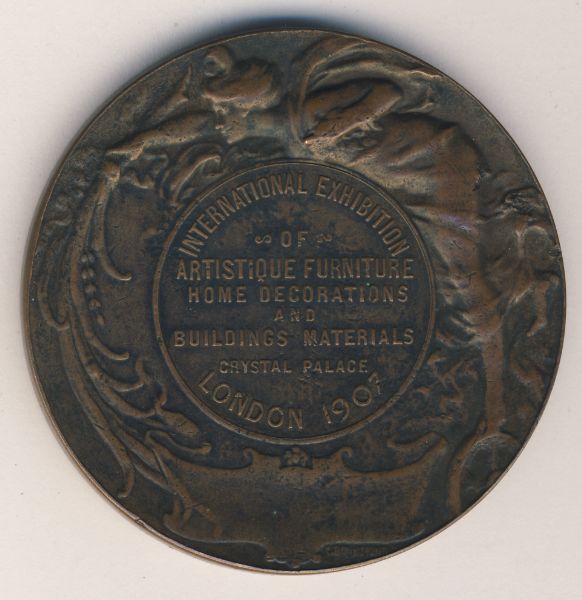 INTERNATIONAL EXHIBITION
OF
ARTISTIQUE FURNITURE
HOME DECORATIONS
AND
BUILDINGS MATERIALS
CRYSTAL PALACE
LONDON 1907